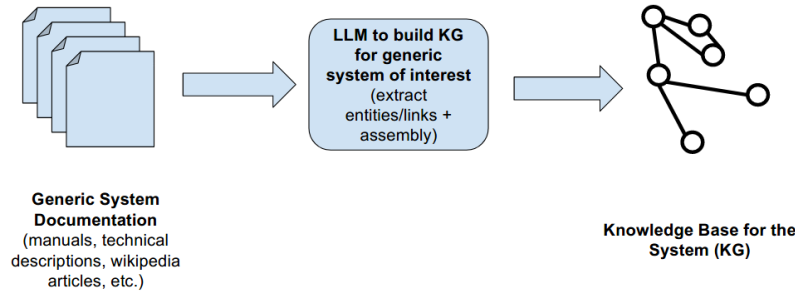 LLM to build KG
for generic
system of interest
(extract
entities/links +
assembly)
Generic System
Documentation
(manuals, technical
descriptions, wikipedia
articles, etc.)
Knowledge Base for the
System (KG)